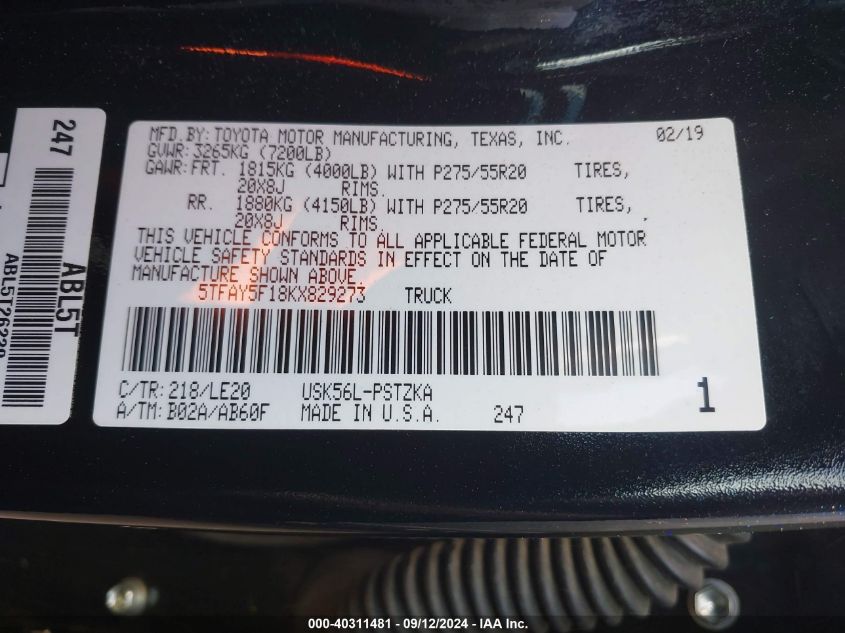 247
ABL5T
MFD.BY: TOYOTA MOTOR MANUFACTURING, TEXAS, INC. 02/19
GVWR: 3265KG (7200LB)
GAWR: FRT. 1815KG (4000LB) WITH P275/55R20 TIRES,
20X8J RIMS.
RR. 1880KG (4150LB) WITH P275/55R20 TIRES,
20X8J RIMS.
THIS VEHICLE CONFORMS TO ALL APPLICABLE FEDERAL MOTOR
VEHICLE SAFETY STANDARDS IN EFFECT ON THE DATE OF
MANUFACTURE SHOWN ABOVE.
5TFAY5F18KX829273 TRUCK
C/TR: 218/LE20 USK56L-PSTZKA
A/TM: B02A/AB60F MADE IN U.S.A. 247 1
000-40311481 - 09/12/2024 - IAA Inc.